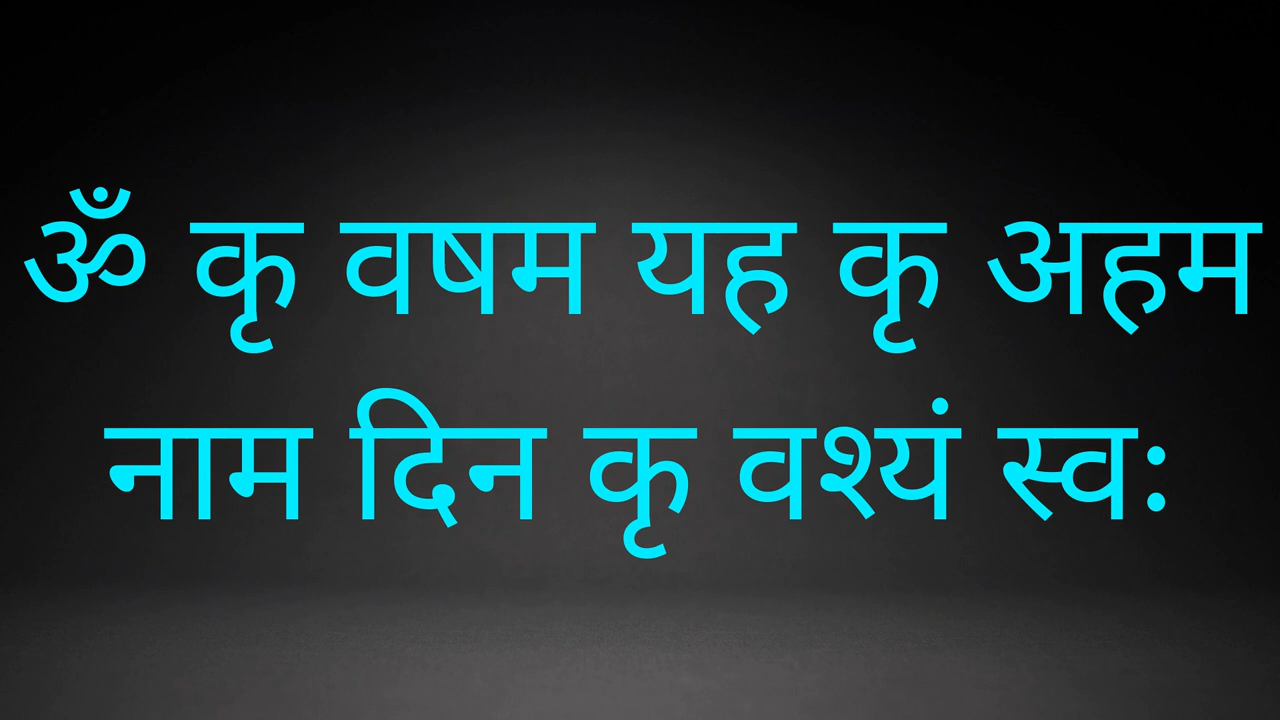 ॐ कृ वषम यह कृ अहम
नाम दिन कृ वश्यं स्वः